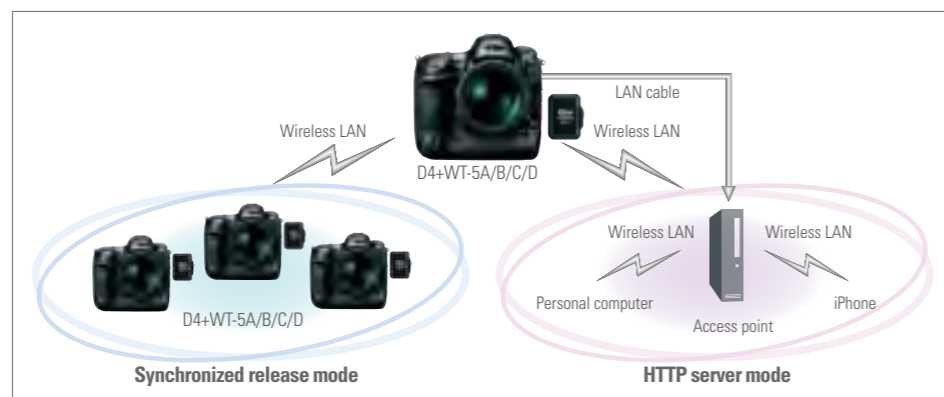 LAN cable
Wireless LAN
Wireless LAN
D4+WT-5A/B/C/D
Wireless LAN
Wireless LAN
Personal computer
iPhone
D4+WT-5A/B/C/D
Access point
Synchronized release mode
HTTP server mode